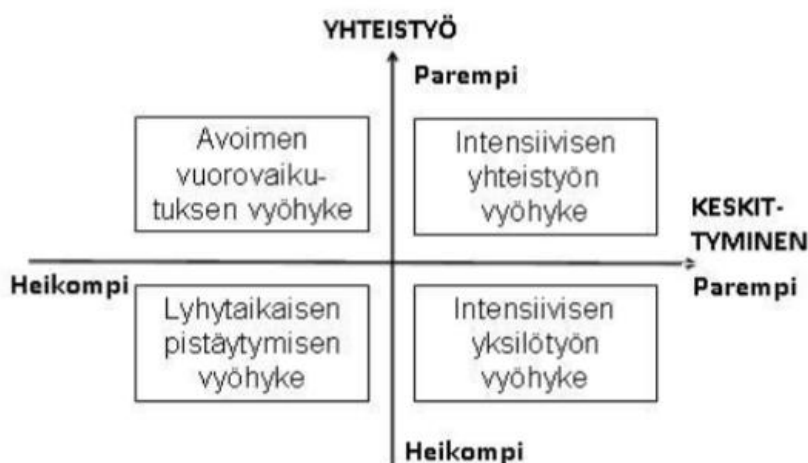 YHTEISTYÖ
Parempi
Avoimen
vuorovaiku-
tuksen vyöhyke
Intensiivisen
yhteistyön
vyöhyke
KESKIT-
TYMINEN
Heikompi
Parempi
Lyhytaikaisen
pistäytymisen
vyöhyke
Intensiivisen
yksilötyön
vyöhyke
Heikompi